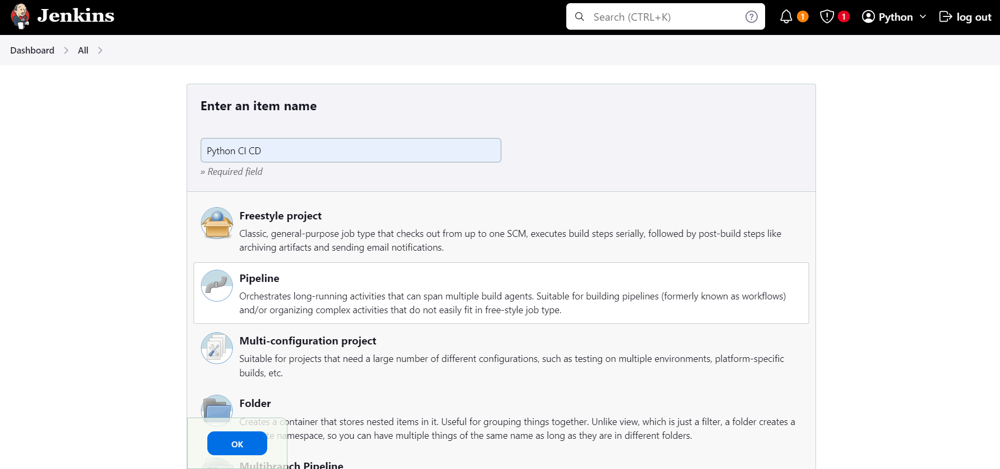 Jenkins
Search (CTRL+K)
?
1
1
Python
log out
Dashboard
All
Enter an item name
Python CI CD
» Required field
Freestyle project
Classic, general-purpose job type that checks out from up to one SCM, executes build steps serially, followed by post-build steps like
archiving artifacts and sending email notifications.
Pipeline
Orchestrates long-running activities that can span multiple build agents. Suitable for building pipelines (formerly known as workflows)
and/or organizing complex activities that do not easily fit in free-style job type.
Multi-configuration project
Suitable for projects that need a large number of different configurations, such as testing on multiple environments, platform-specific
builds, etc.
Folder
Creates a container that stores nested items in it. Useful for grouping things together. Unlike view, which is just a filter, a folder creates a
te namespace, so you can have multiple things of the same name as long as they are in different folders.
OK
Multibranch Pipeline